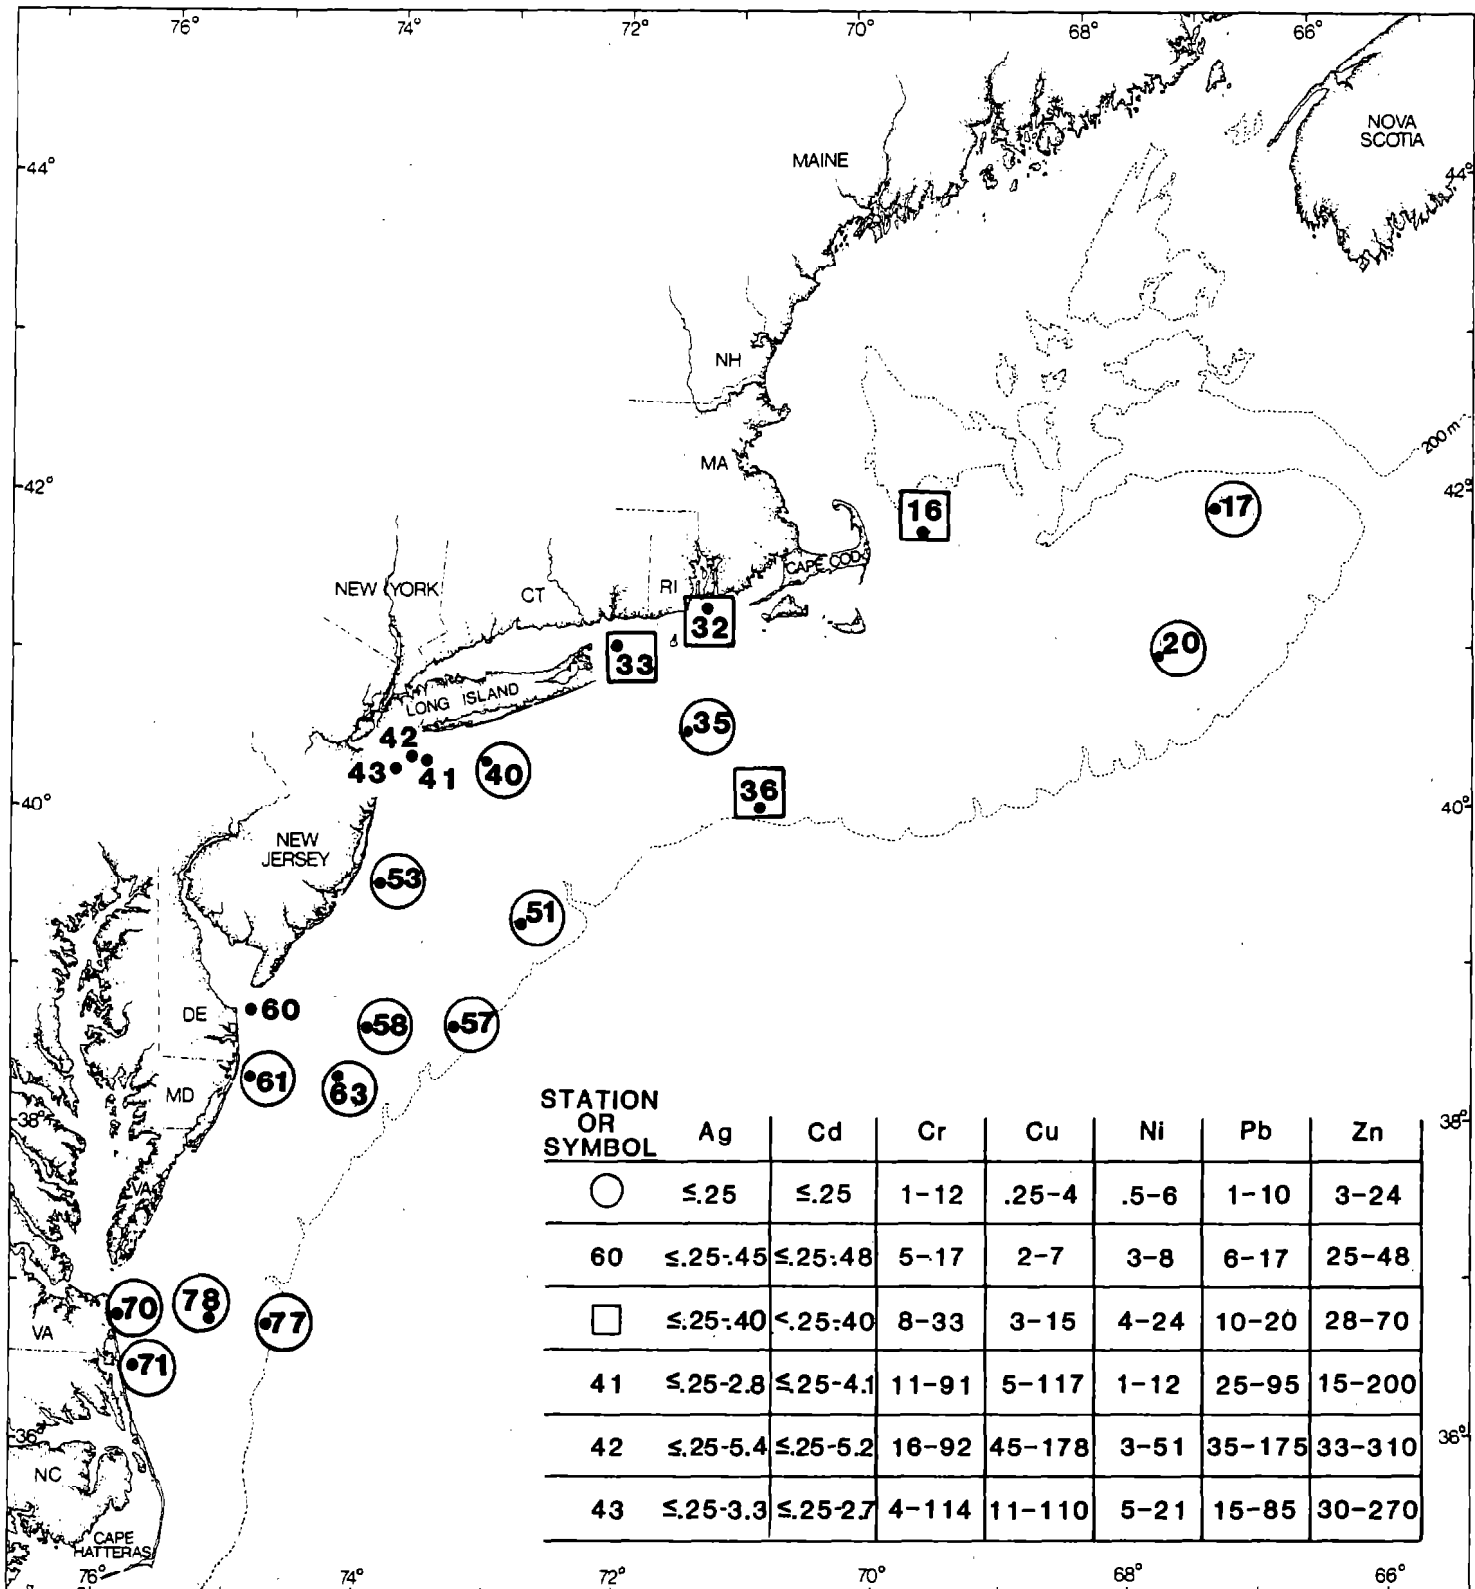 76° 74° 72° 70° 68° 66°
NOVA
SCOTIA
MAINE
44° 44°
NH
200 m
MA
42° 42°
16
17
CAPE COD
NEW YORK
CT
RI
32
33
20
LONG ISLAND
35
42
43
41
40
36
40° 40°
NEW
JERSEY
53
51
60
DE
58
57
61
63
MD
38° 38°
VA
70
78
77
VA
71
36° 36°
NC
CAPE
HATTERAS
76° 74° 72° 70° 68° 66°
STATION
OR
SYMBOL Ag Cd Cr Cu Ni Pb Zn
≤.25 ≤.25 1-12 .25-4 .5-6 1-10 3-24
60 ≤.25-.45 ≤.25-.48 5-17 2-7 3-8 6-17 25-48
≤.25-.40 <.25-.40 8-33 3-15 4-24 10-20 28-70
41 ≤.25-2.8 ≤.25-4.1 11-91 5-117 1-12 25-95 15-200
42 ≤.25-5.4 ≤.25-5.2 16-92 45-178 3-51 35-175 33-310
43 ≤.25-3.3 ≤.25-2.7 4-114 11-110 5-21 15-85 30-270